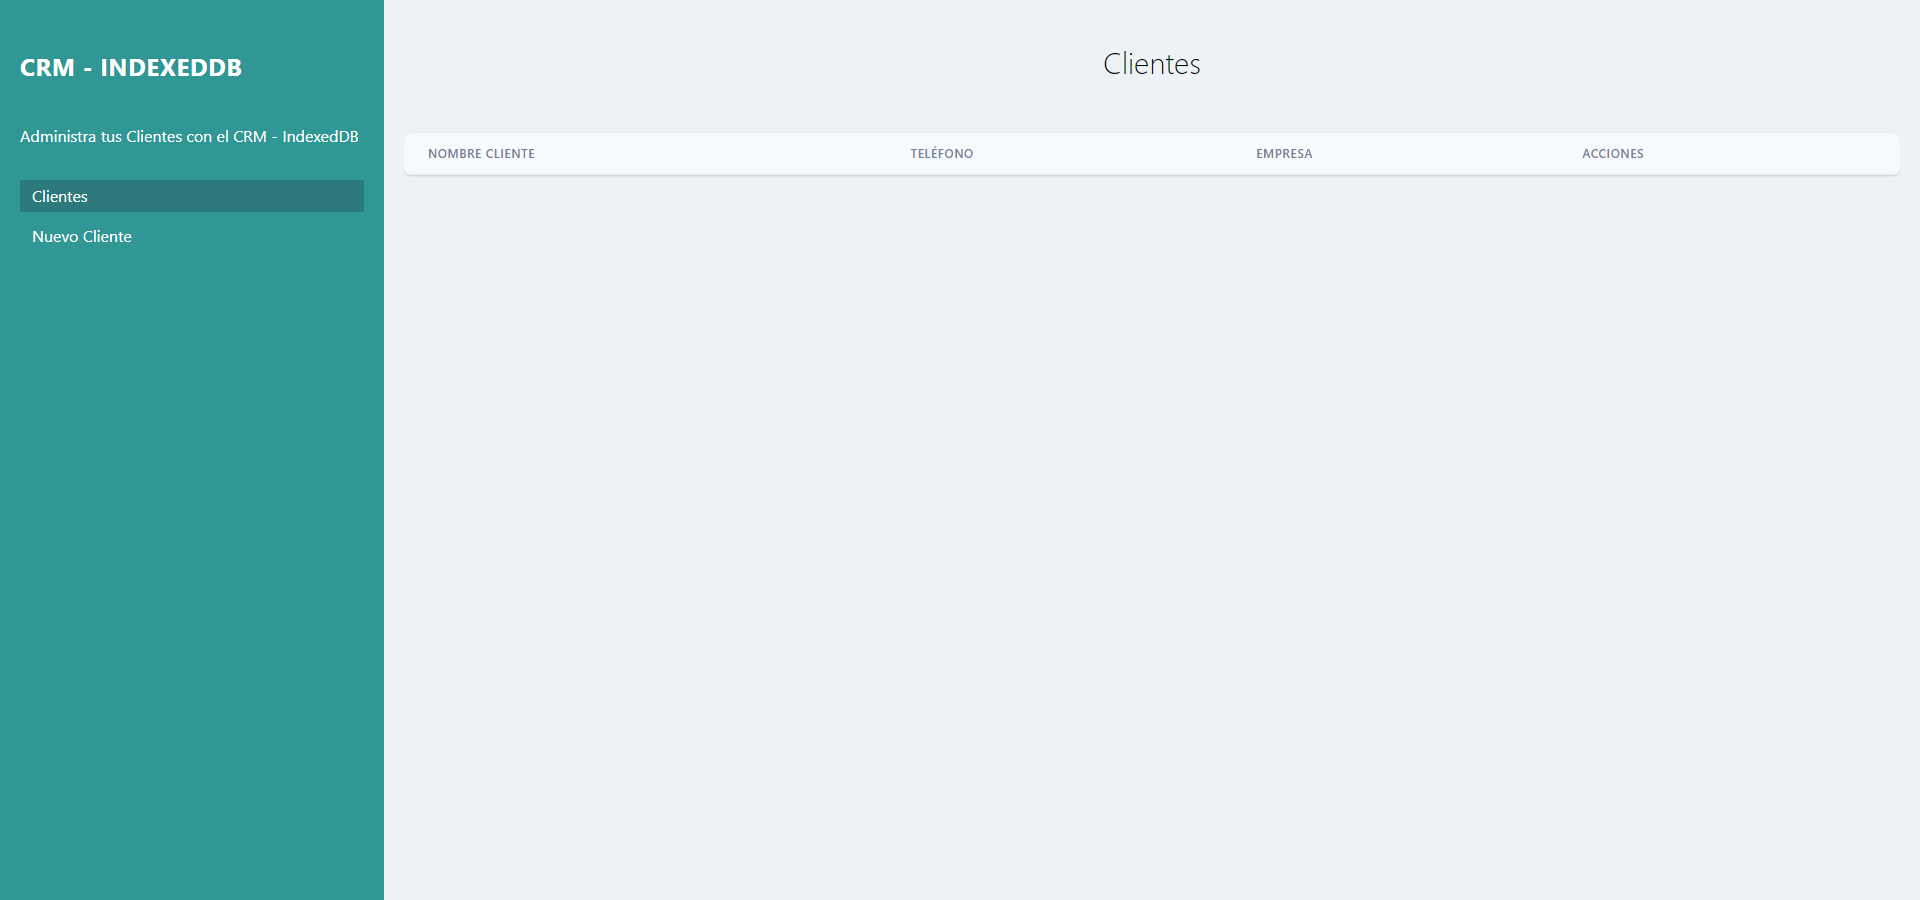 CRM - INDEXEDDB
Administra tus Clientes con el CRM - IndexedDB
Clientes
Nuevo Cliente
Clientes
NOMBRE CLIENTE TELÉFONO EMPRESA ACCIONES